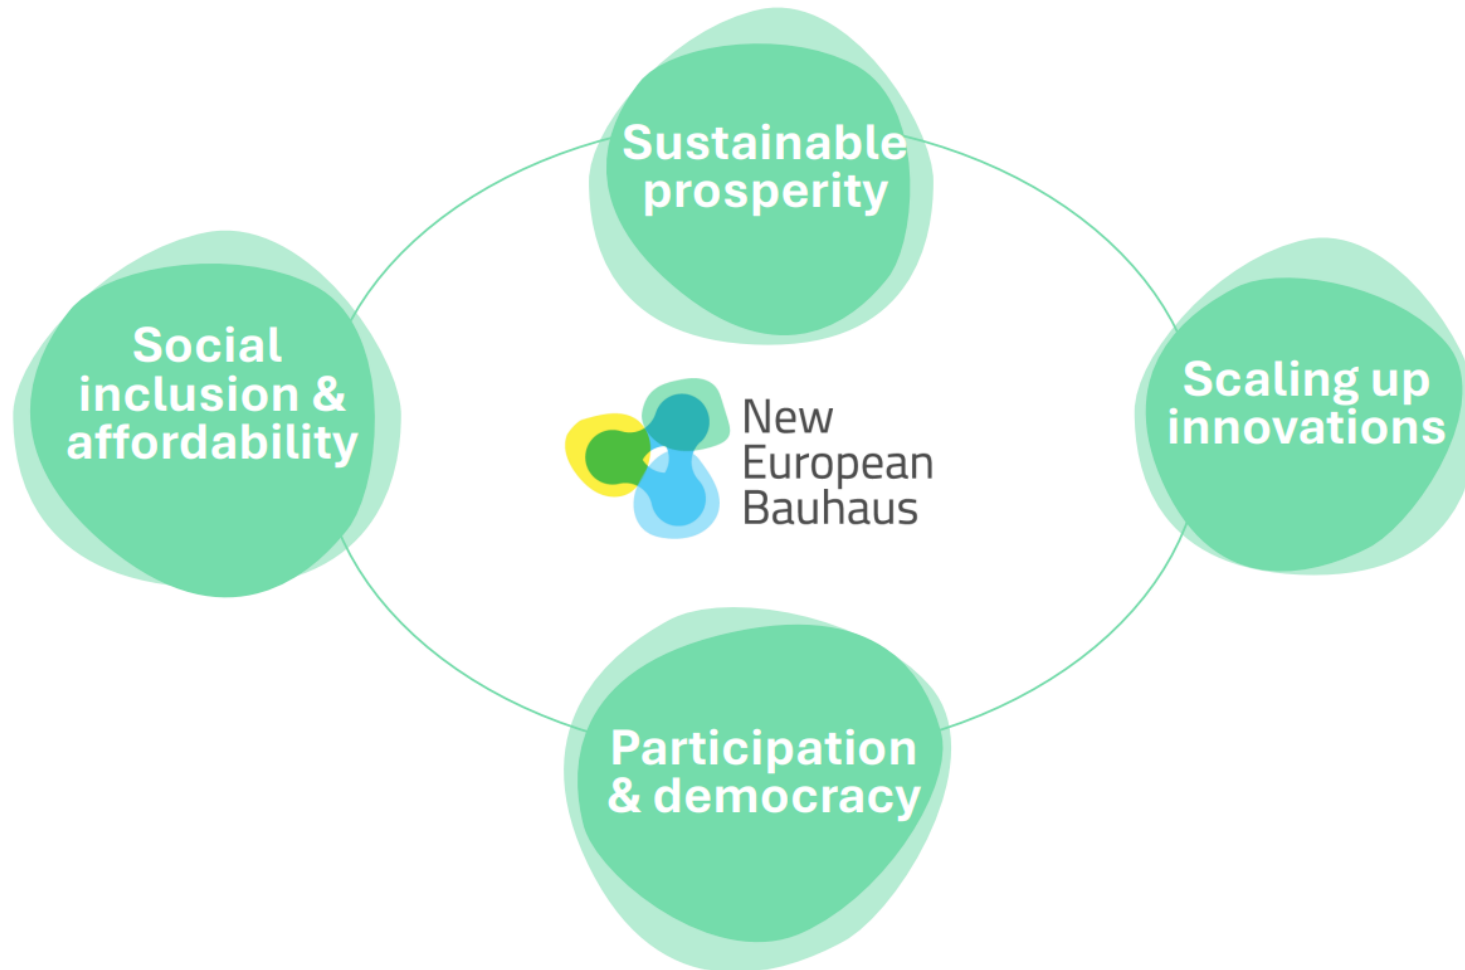 Sustainable
prosperity
Social
inclusion &
affordability
Scaling up
innovations
New
European
Bauhaus
Participation
& democracy